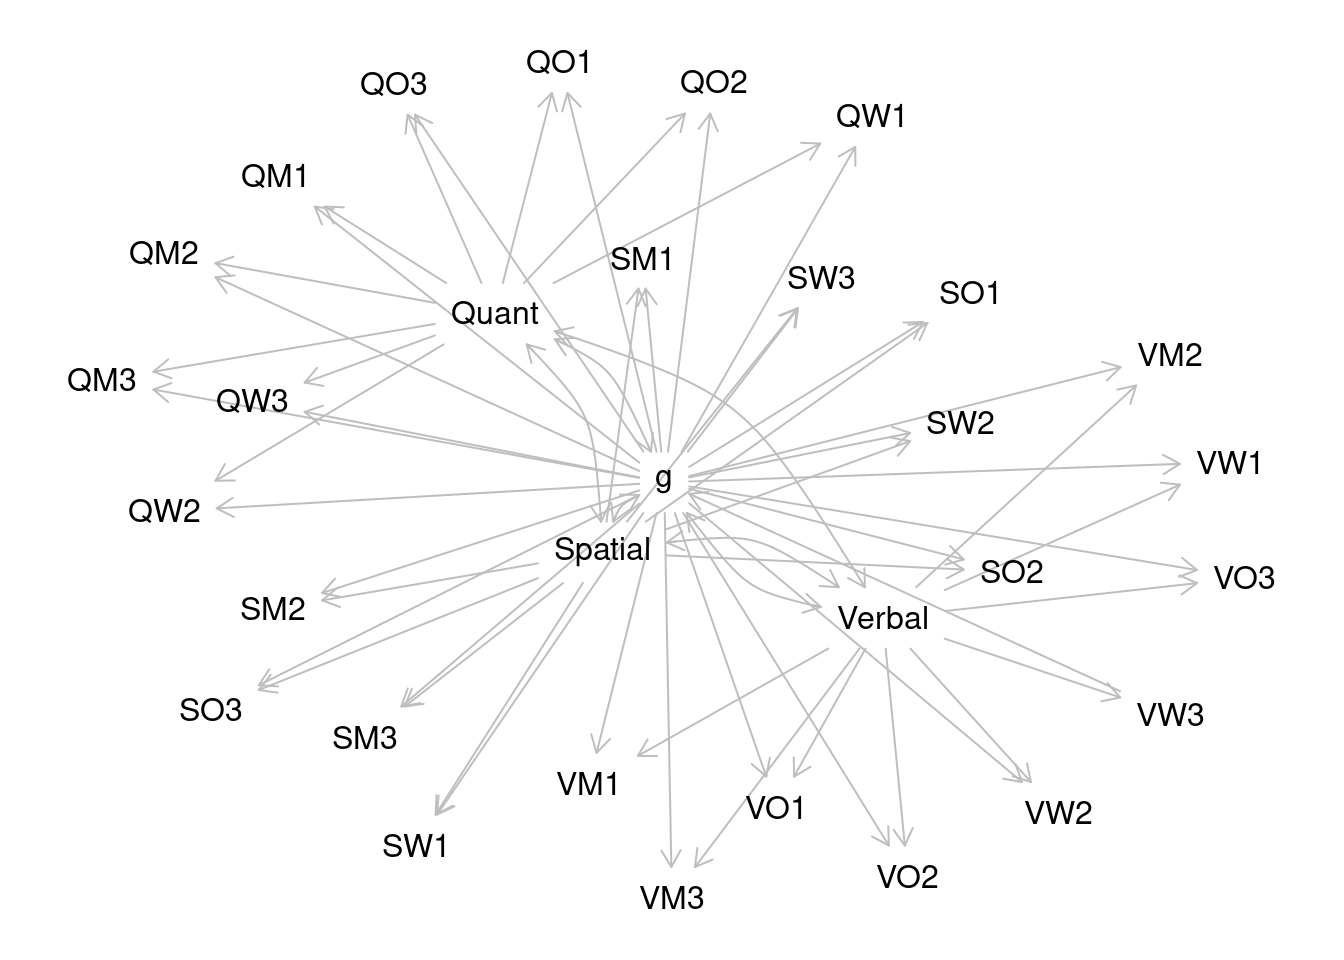 QO1
QO3
QO2
QW1
QM1
QM2
SM1
SW3
SO1
Quant
VM2
QM3
QW3
SW2
VW1
g
QW2
Spatial
SO2
VO3
SM2
Verbal
SO3
VW3
SM3
VM1
VO1
VW2
SW1
VO2
VM3